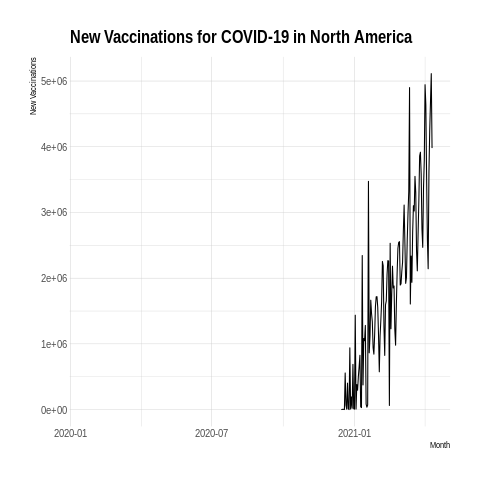 New Vaccinations for COVID-19 in North America
New Vaccinations
5e+06
4e+06
3e+06
2e+06
1e+06
0e+00
2020-01 2020-07 2021-01
Month